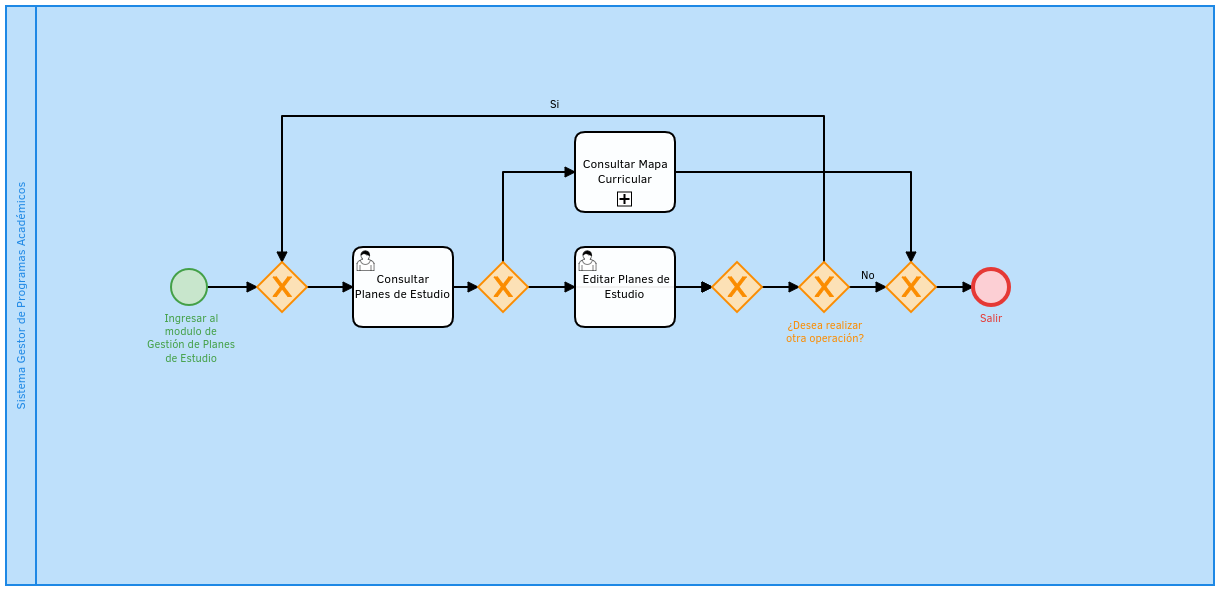 Sistema Gestor de Programas Académicos
Si
Consultar Mapa
Curricular
Consultar
Planes de Estudio
Editar Planes de
Estudio
No
Ingresar al
modulo de
Gestión de Planes
de Estudio
¿Desea realizar
otra operación?
Salir